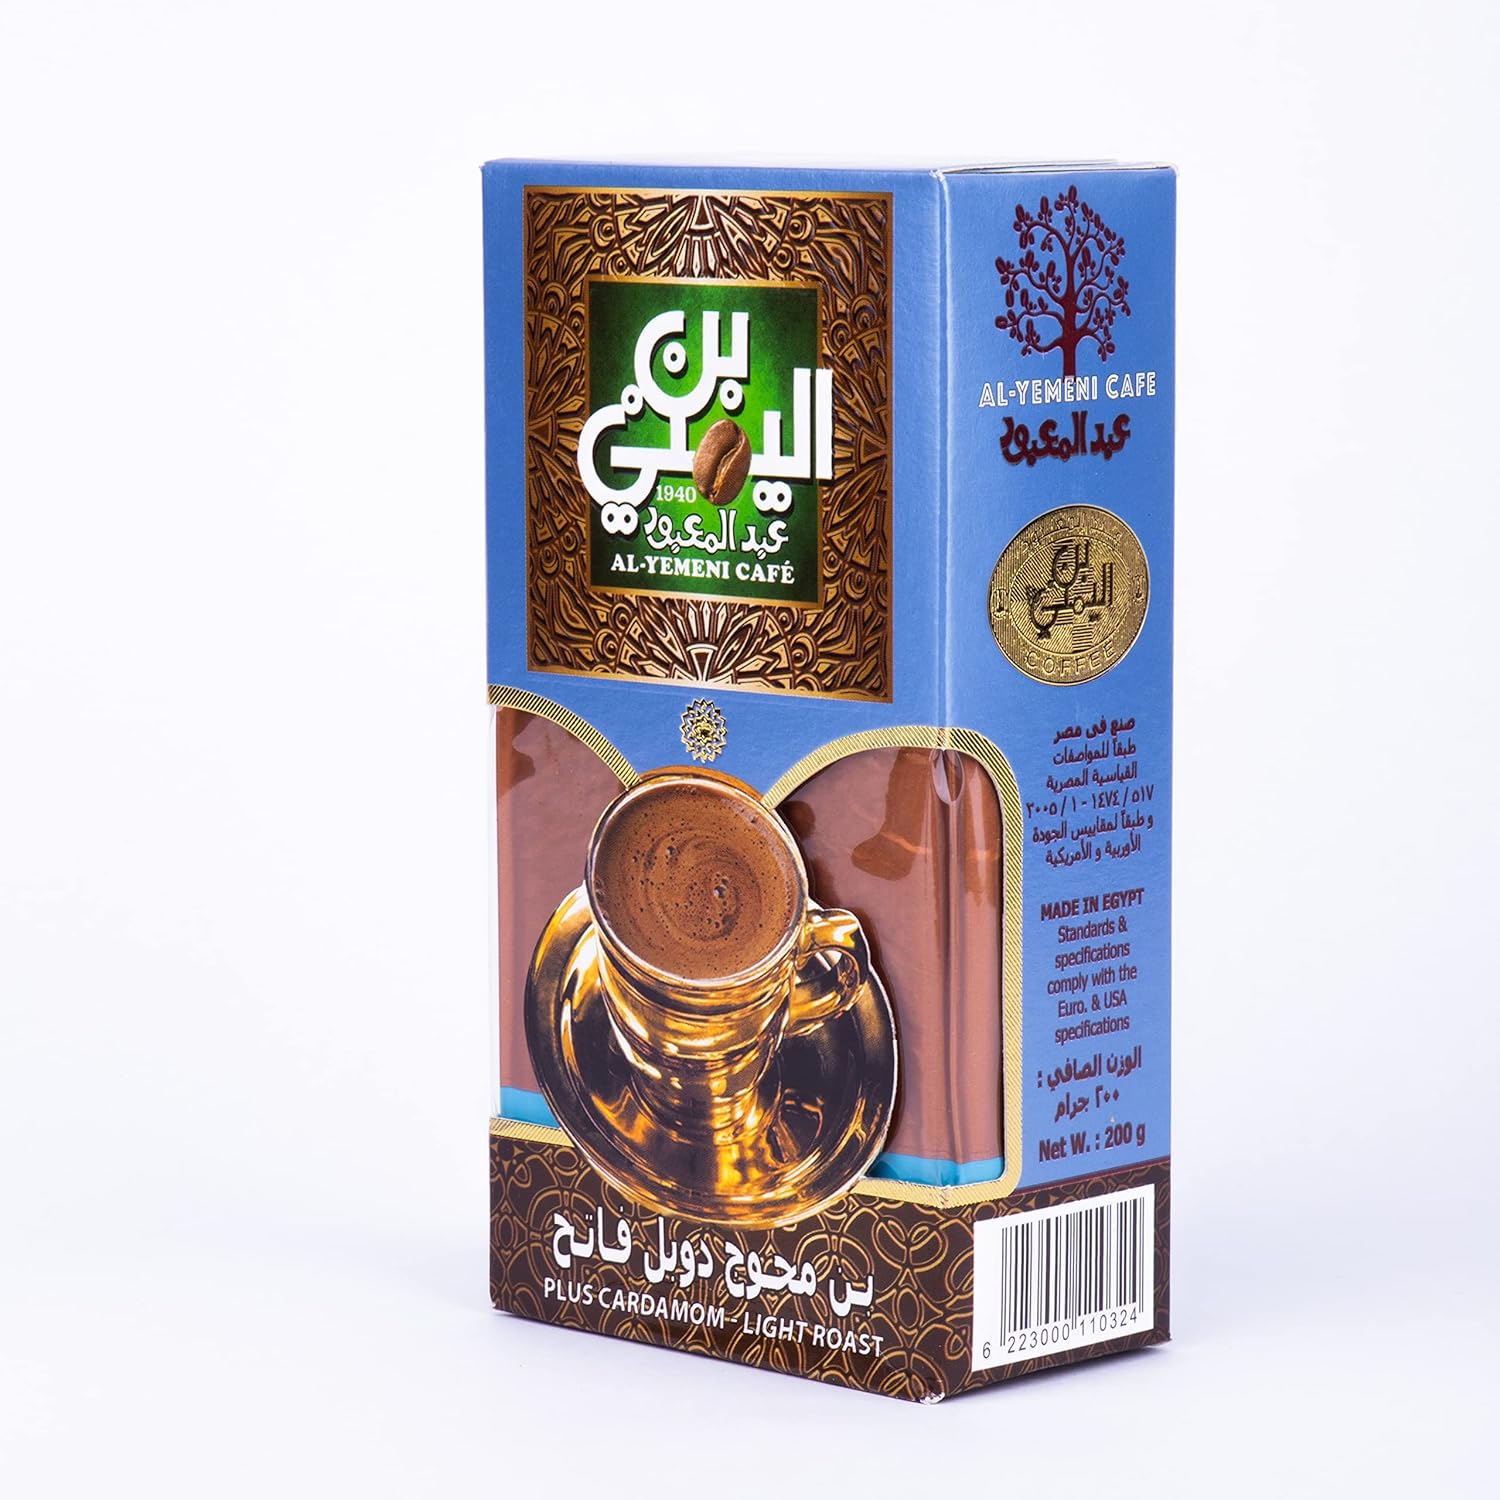 بن
اليمني
1940
عبد المعبود
AL-YEMENI CAFÉ
بن محوج دوبل فاتح
PLUS CARDAMOM - LIGHT ROAST
AL-YEMENI CAFE
عبد المعبود
بن
اليمني
COFFEE
صنع فى مصر
طبقاً للمواصفات
القياسية المصرية
٥١٧ / ١٤٧٤ - ١ / ٢٠٠٥
و طبقاً لمقاييس الجودة
الأوربية و الأمريكية
MADE IN EGYPT
Standards &
specifications
comply with the
Euro. & USA
specifications
الوزن الصافي :
٢٠٠ جرام
Net W. : 200 g
6 223000 110324